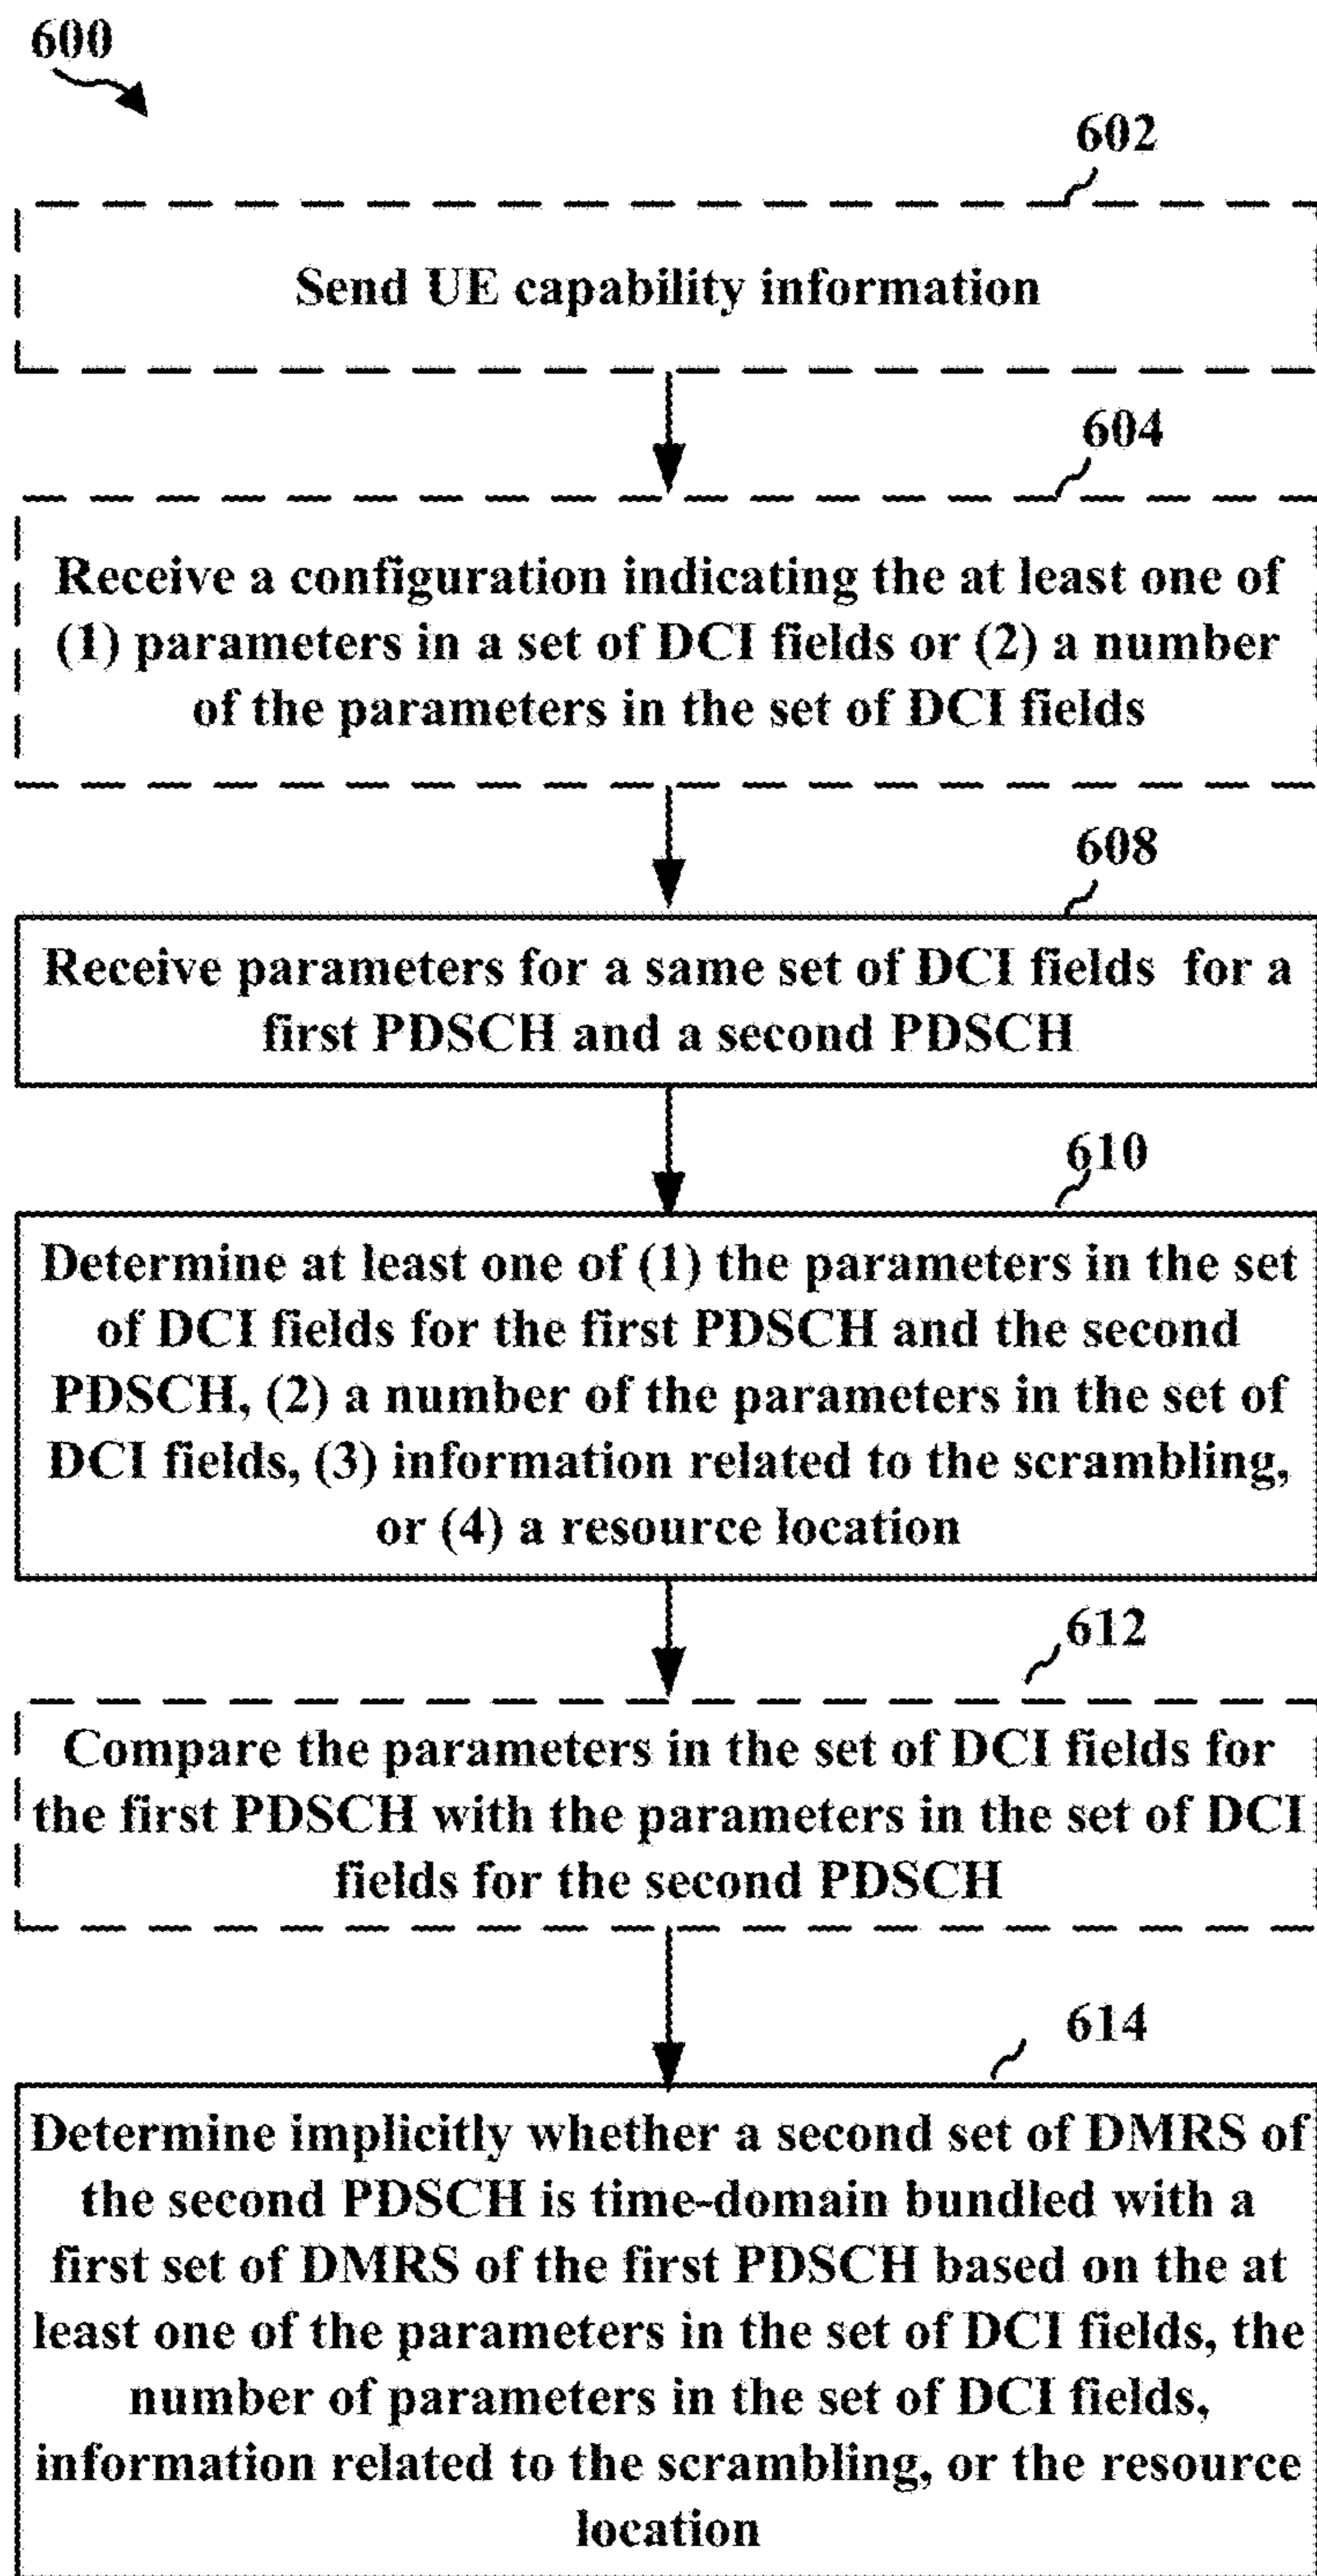 600
602
Send UE capability information
604
Receive a configuration indicating the at least one of
(1) parameters in a set of DCI fields or (2) a number
of the parameters in the set of DCI fields
608
Receive parameters for a same set of DCI fields for a
first PDSCH and a second PDSCH
610
Determine at least one of (1) the parameters in the set
of DCI fields for the first PDSCH and the second
PDSCH, (2) a number of the parameters in the set of
DCI fields, (3) information related to the scrambling,
or (4) a resource location
612
Compare the parameters in the set of DCI fields for
the first PDSCH with the parameters in the set of DCI
fields for the second PDSCH
614
Determine implicitly whether a second set of DMRS of
the second PDSCH is time-domain bundled with a
first set of DMRS of the first PDSCH based on the at
least one of the parameters in the set of DCI fields, the
number of parameters in the set of DCI fields,
information related to the scrambling, or the resource
location